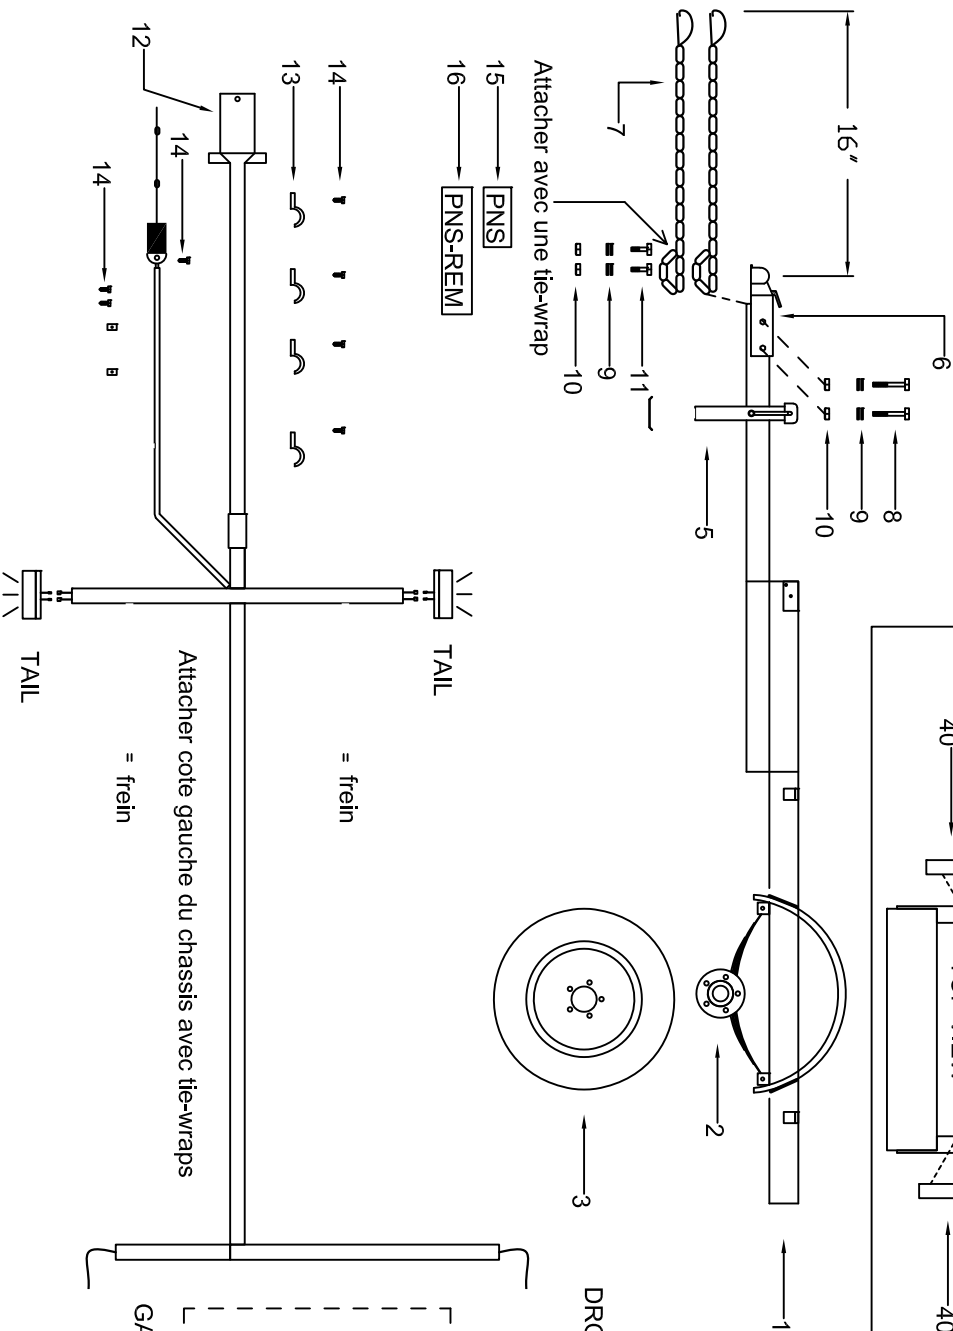 12
13
14
16
15
PNS
PNS-REM
Attacher avec une tie-wrap
7
16"
6
14
14
10
9
11
10
9
8
5
40
TAIL
TAIL
= frein
= frein
Attacher cote gauche du chassis avec tie-wraps
2
3
1
40